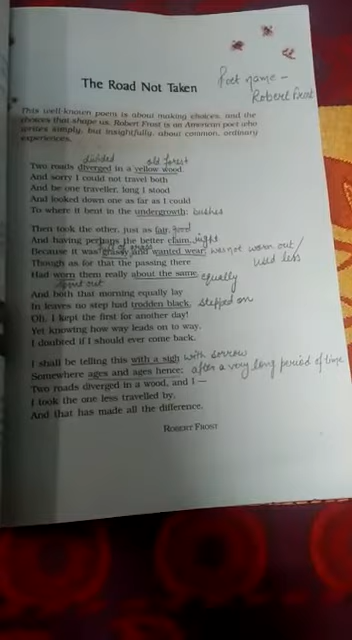 The Road Not Taken
Poet name -
Robert Frost
This well-known poem is about making choices, and the
choices that shape us. Robert Frost is an American poet who
writes simply, but insightfully, about common, ordinary
experiences.
divided old forest
Two roads diverged in a yellow wood,
And sorry I could not travel both
And be one traveller, long I stood
And looked down one as far as I could
To where it bent in the undergrowth; bushes
Then took the other, just as fair, good
And having perhaps the better claim, right
full of grass
Because it was grassy and wanted wear; was not worn out/
used less
Though as for that the passing there
Had worn them really about the same, equally
spent out
And both that morning equally lay
In leaves no step had trodden black. stepped on
Oh, I kept the first for another day!
Yet knowing how way leads on to way,
I doubted if I should ever come back.
I shall be telling this with a sigh with sorrow
Somewhere ages and ages hence: after a very long period of time
Two roads diverged in a wood, and I —
I took the one less travelled by,
And that has made all the difference.
ROBERT FROST